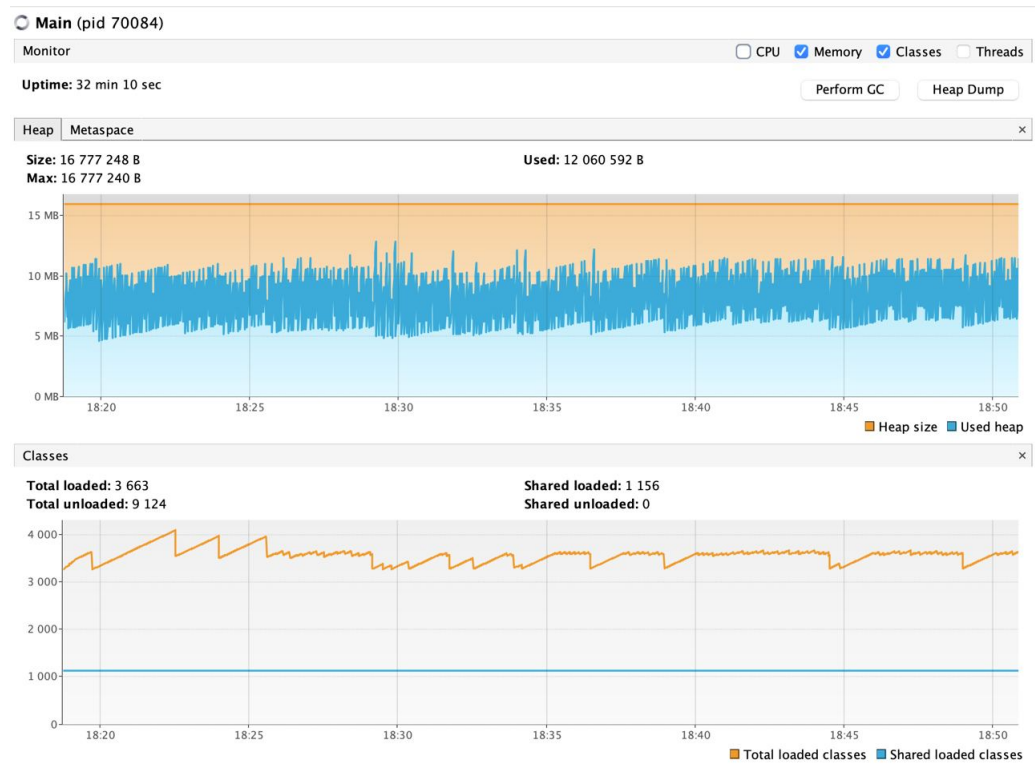 Main (pid 70084)
Monitor CPU Memory Classes Threads
Uptime: 32 min 10 sec Perform GC Heap Dump
Heap Metaspace ×
Size: 16 777 248 B Used: 12 060 592 B
Max: 16 777 240 B
15 MB
10 MB
5 MB
0 MB
18:20 18:25 18:30 18:35 18:40 18:45 18:50
Heap size Used heap
Classes ×
Total loaded: 3 663 Shared loaded: 1 156
Total unloaded: 9 124 Shared unloaded: 0
4 000
3 000
2 000
1 000
0
18:20 18:25 18:30 18:35 18:40 18:45 18:50
Total loaded classes Shared loaded classes